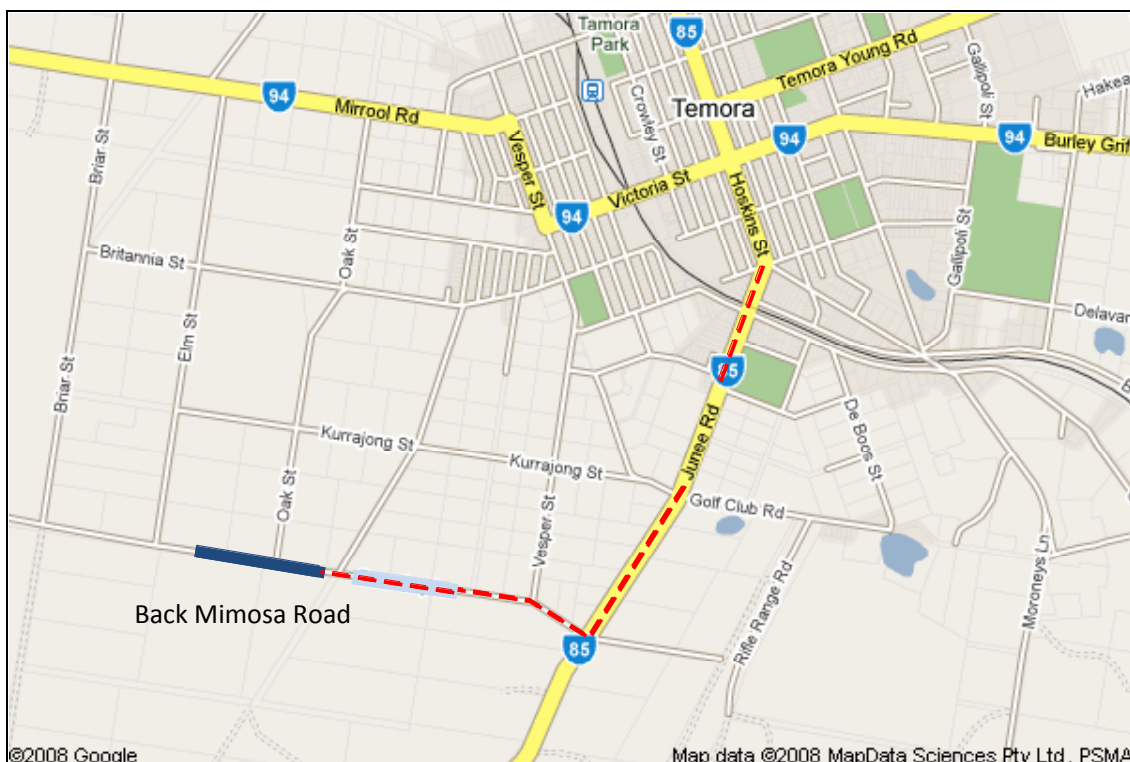 Tamora
Park
85
Temora Young Rd
Gallipoli St
Hakea
94
Mirrool Rd
Crowley St
Temora
94
94
Burley Grif
Briar St
Vesper St
Victoria St
94
Hoskins St
Oak St
Gallipoli St
Britannia St
Delavar
Elm St
Briar St
85
B
De Boos St
Kurrajong St
Kurrajong St
Junee Rd
Oak St
Vesper St
Golf Club Rd
Moroneys Ln
Rifle Range Rd
Back Mimosa Road
85
©2008 Google
Map data ©2008 MapData Sciences Pty Ltd, PSMA